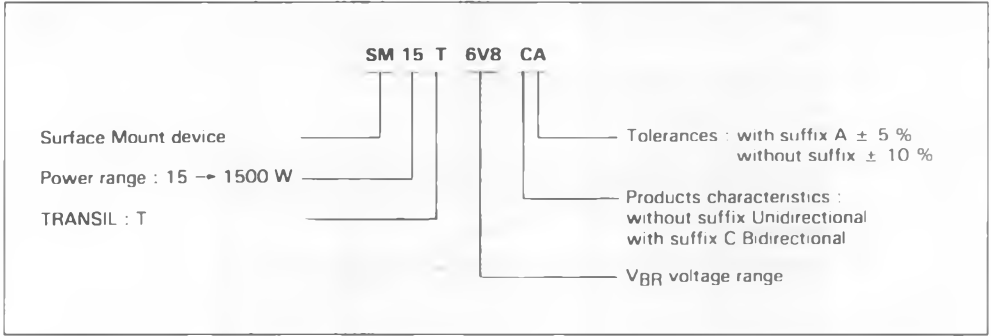 SM 15 T 6V8 CA
Surface Mount device
Power range : 15 → 1500 W
TRANSIL : T
Tolerances : with suffix A ± 5 %
without suffix ± 10 %
Products characteristics :
without suffix Unidirectional
with suffix C Bidirectional
VBR voltage range